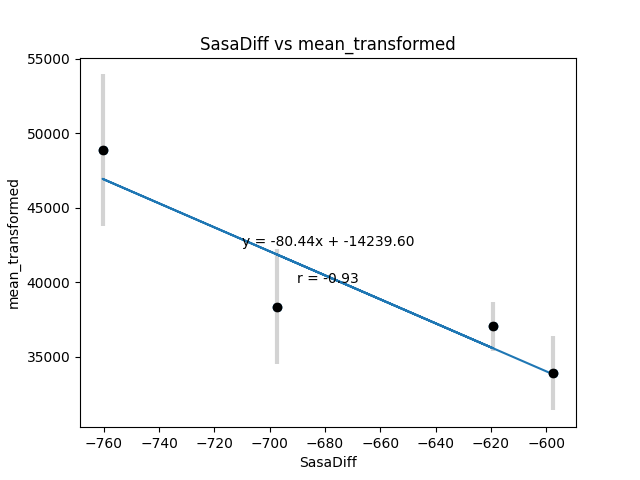 SasaDiff vs mean_transformed
55000
50000
45000
40000
35000
mean_transformed
y = -80.44x + -14239.60
r = -0.93
−760 −740 −720 −700 −680 −660 −640 −620 −600
SasaDiff